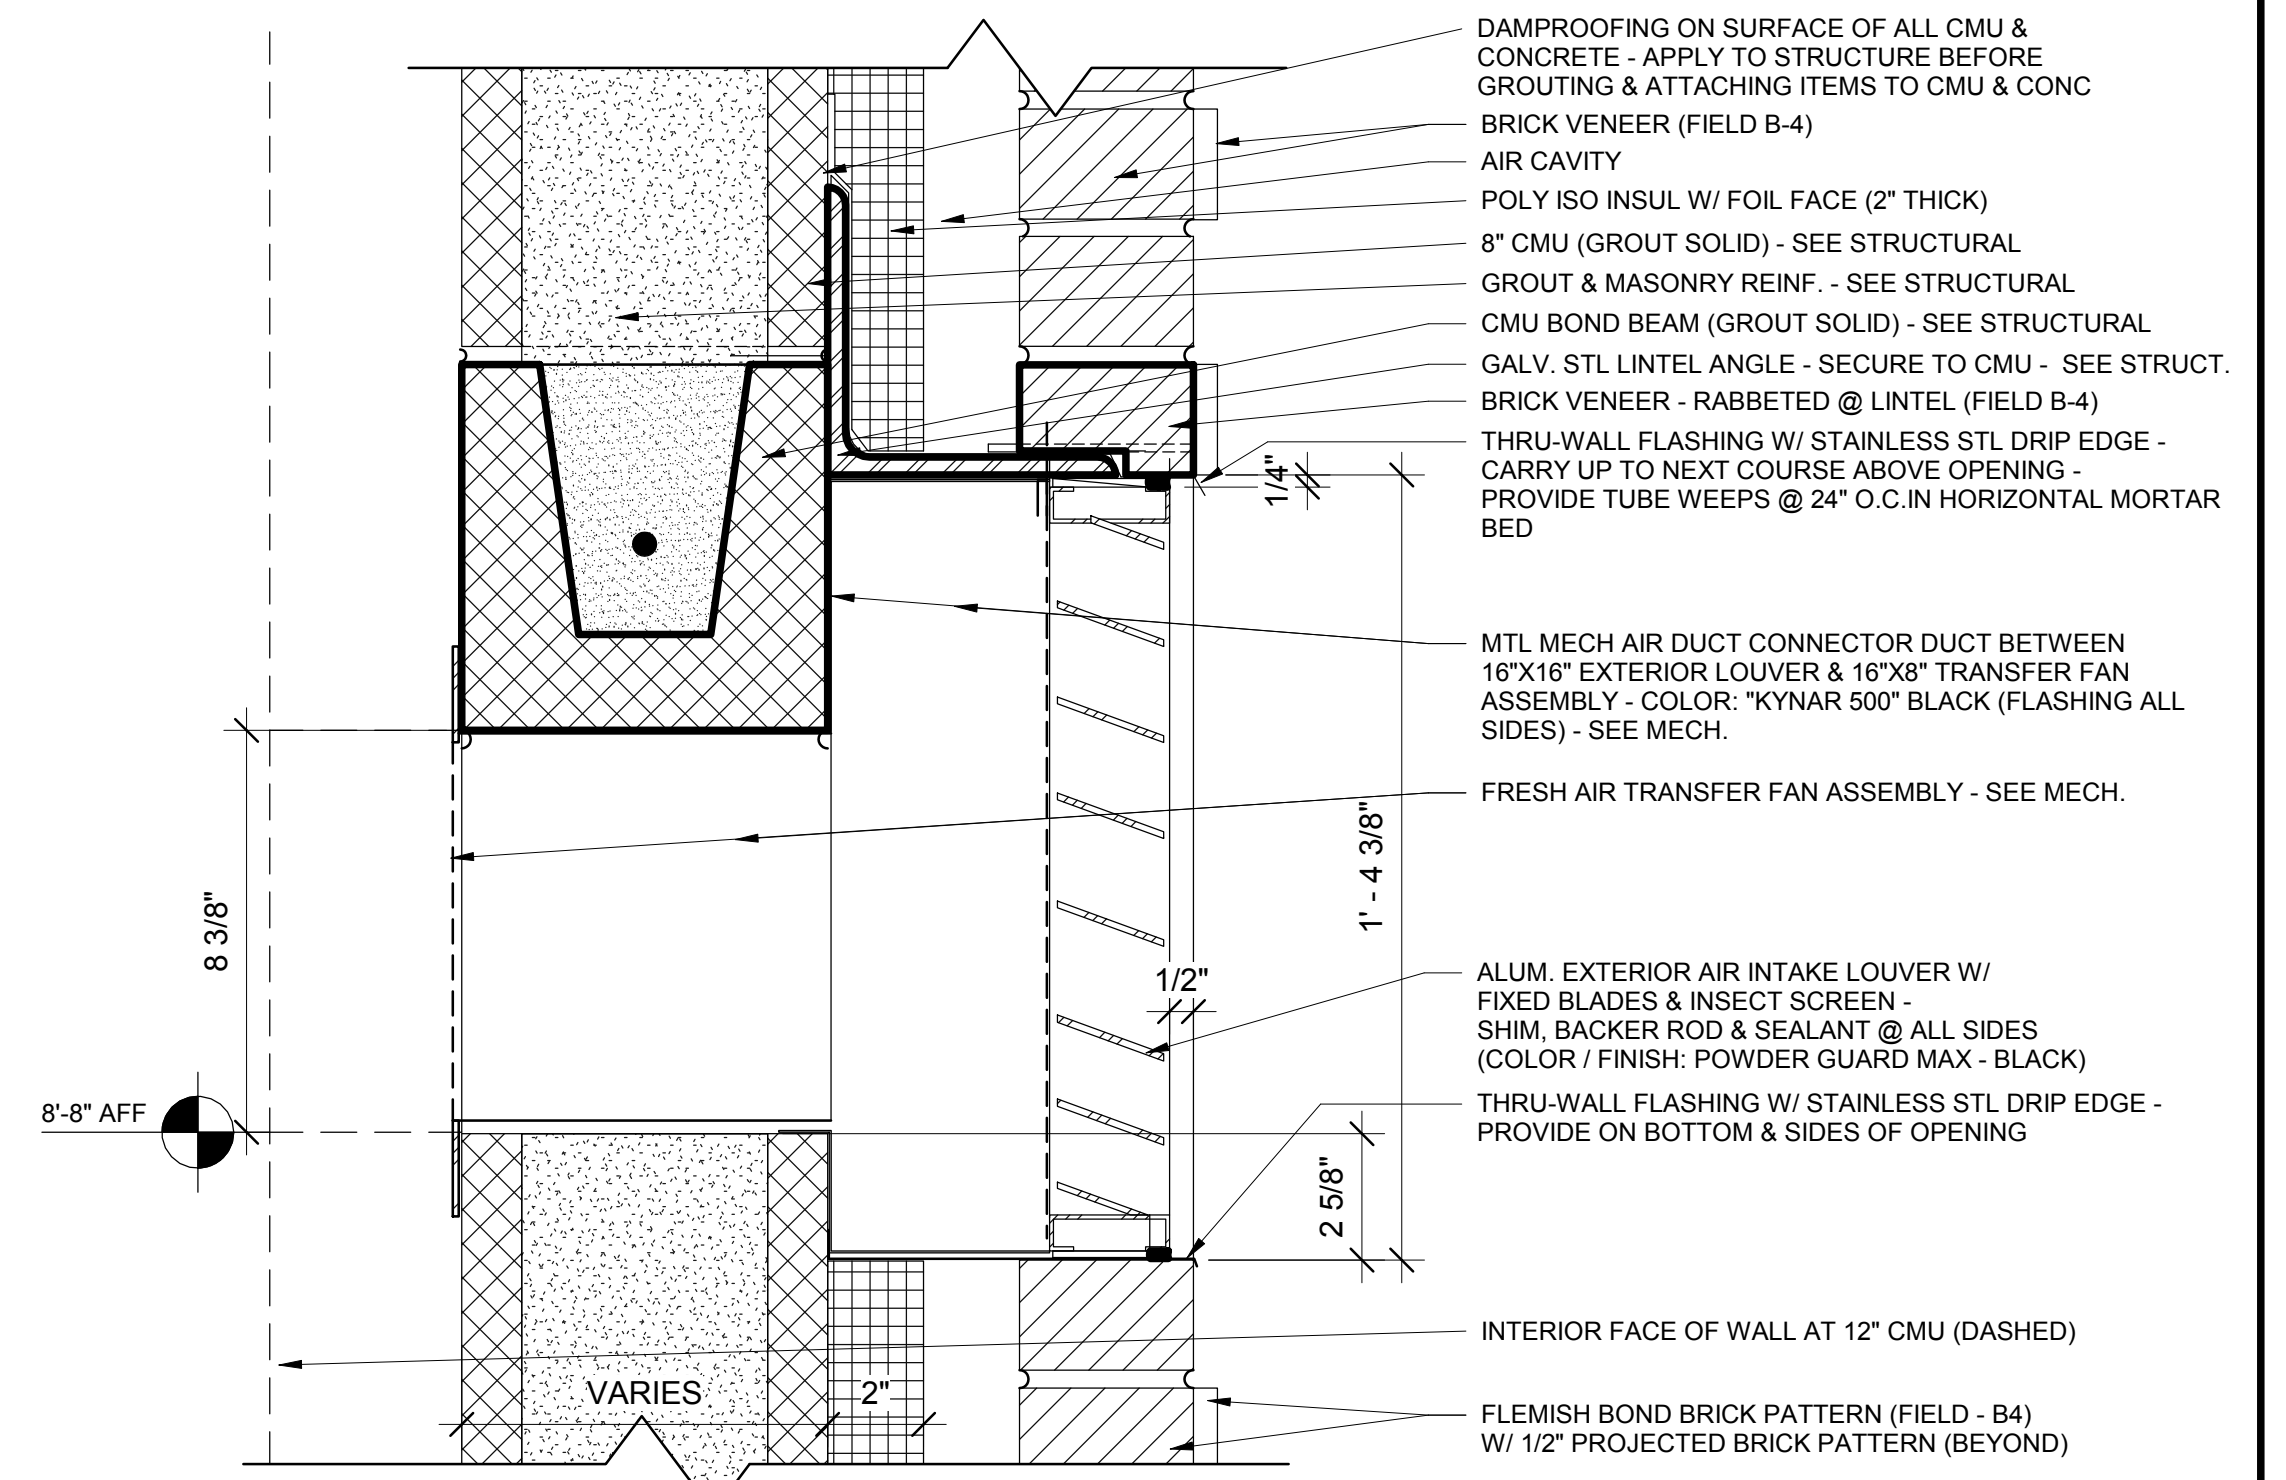 DAMPROOFING ON SURFACE OF ALL CMU &
CONCRETE - APPLY TO STRUCTURE BEFORE
GROUTING & ATTACHING ITEMS TO CMU & CONC
BRICK VENEER (FIELD B-4)
AIR CAVITY
POLY ISO INSUL W/ FOIL FACE (2" THICK)
8" CMU (GROUT SOLID) - SEE STRUCTURAL
GROUT & MASONRY REINF. - SEE STRUCTURAL
CMU BOND BEAM (GROUT SOLID) - SEE STRUCTURAL
GALV. STL LINTEL ANGLE - SECURE TO CMU - SEE STRUCT.
BRICK VENEER - RABBETED @ LINTEL (FIELD B-4)
THRU-WALL FLASHING W/ STAINLESS STL DRIP EDGE -
CARRY UP TO NEXT COURSE ABOVE OPENING -
PROVIDE TUBE WEEPS @ 24" O.C.IN HORIZONTAL MORTAR
BED
1/4"
MTL MECH AIR DUCT CONNECTOR DUCT BETWEEN
16"X16" EXTERIOR LOUVER & 16"X8" TRANSFER FAN
ASSEMBLY - COLOR: "KYNAR 500" BLACK (FLASHING ALL
SIDES) - SEE MECH.
FRESH AIR TRANSFER FAN ASSEMBLY - SEE MECH.
1' - 4 3/8"
8 3/8"
1/2"
ALUM. EXTERIOR AIR INTAKE LOUVER W/
FIXED BLADES & INSECT SCREEN -
SHIM, BACKER ROD & SEALANT @ ALL SIDES
(COLOR / FINISH: POWDER GUARD MAX - BLACK)
8'-8" AFF
THRU-WALL FLASHING W/ STAINLESS STL DRIP EDGE -
PROVIDE ON BOTTOM & SIDES OF OPENING
2 5/8"
INTERIOR FACE OF WALL AT 12" CMU (DASHED)
VARIES
2"
FLEMISH BOND BRICK PATTERN (FIELD - B4)
W/ 1/2" PROJECTED BRICK PATTERN (BEYOND)